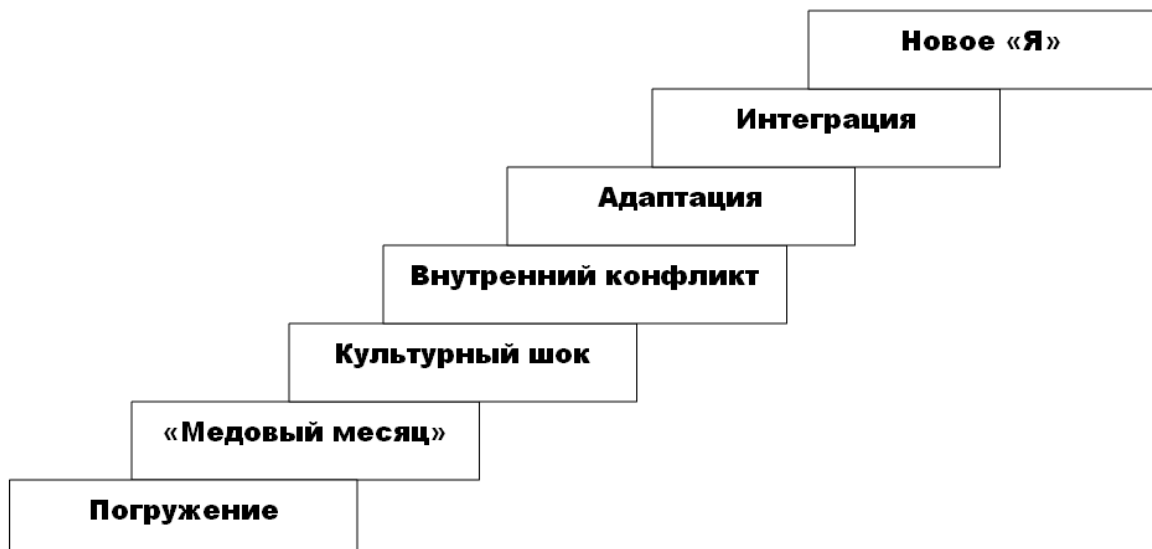 Новое «Я»
Интеграция
Адаптация
Внутренний конфликт
Культурный шок
«Медовый месяц»
Погружение